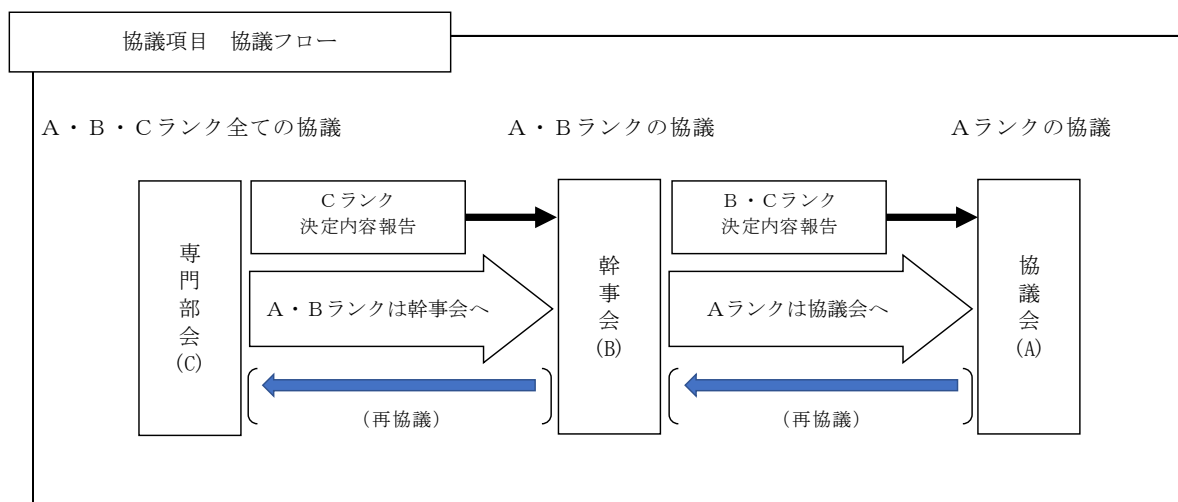 協議項目　協議フロー
Ａ・Ｂ・Ｃランク全ての協議
Ａ・Ｂランクの協議
Ａランクの協議
専門部会(C)
Ｃランク
決定内容報告
Ａ・Ｂランクは幹事会へ
(再協議)
幹事会(B)
Ｂ・Ｃランク
決定内容報告
Ａランクは協議会へ
(再協議)
協議会(A)